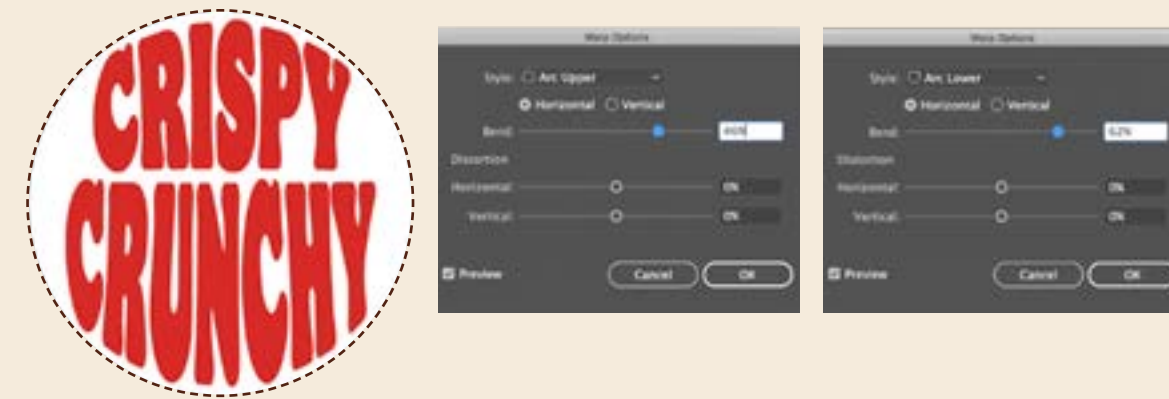 CRISPY
CRUNCHY
Warp Options
Style: Arc Upper
Horizontal Vertical
Bend:
Distortion
Horizontal: 0%
Vertical: 0%
Preview Cancel OK
Warp Options
Style: Arc Lower
Horizontal Vertical
Bend: 62%
Distortion
Horizontal: 0%
Vertical: 0%
Preview Cancel OK